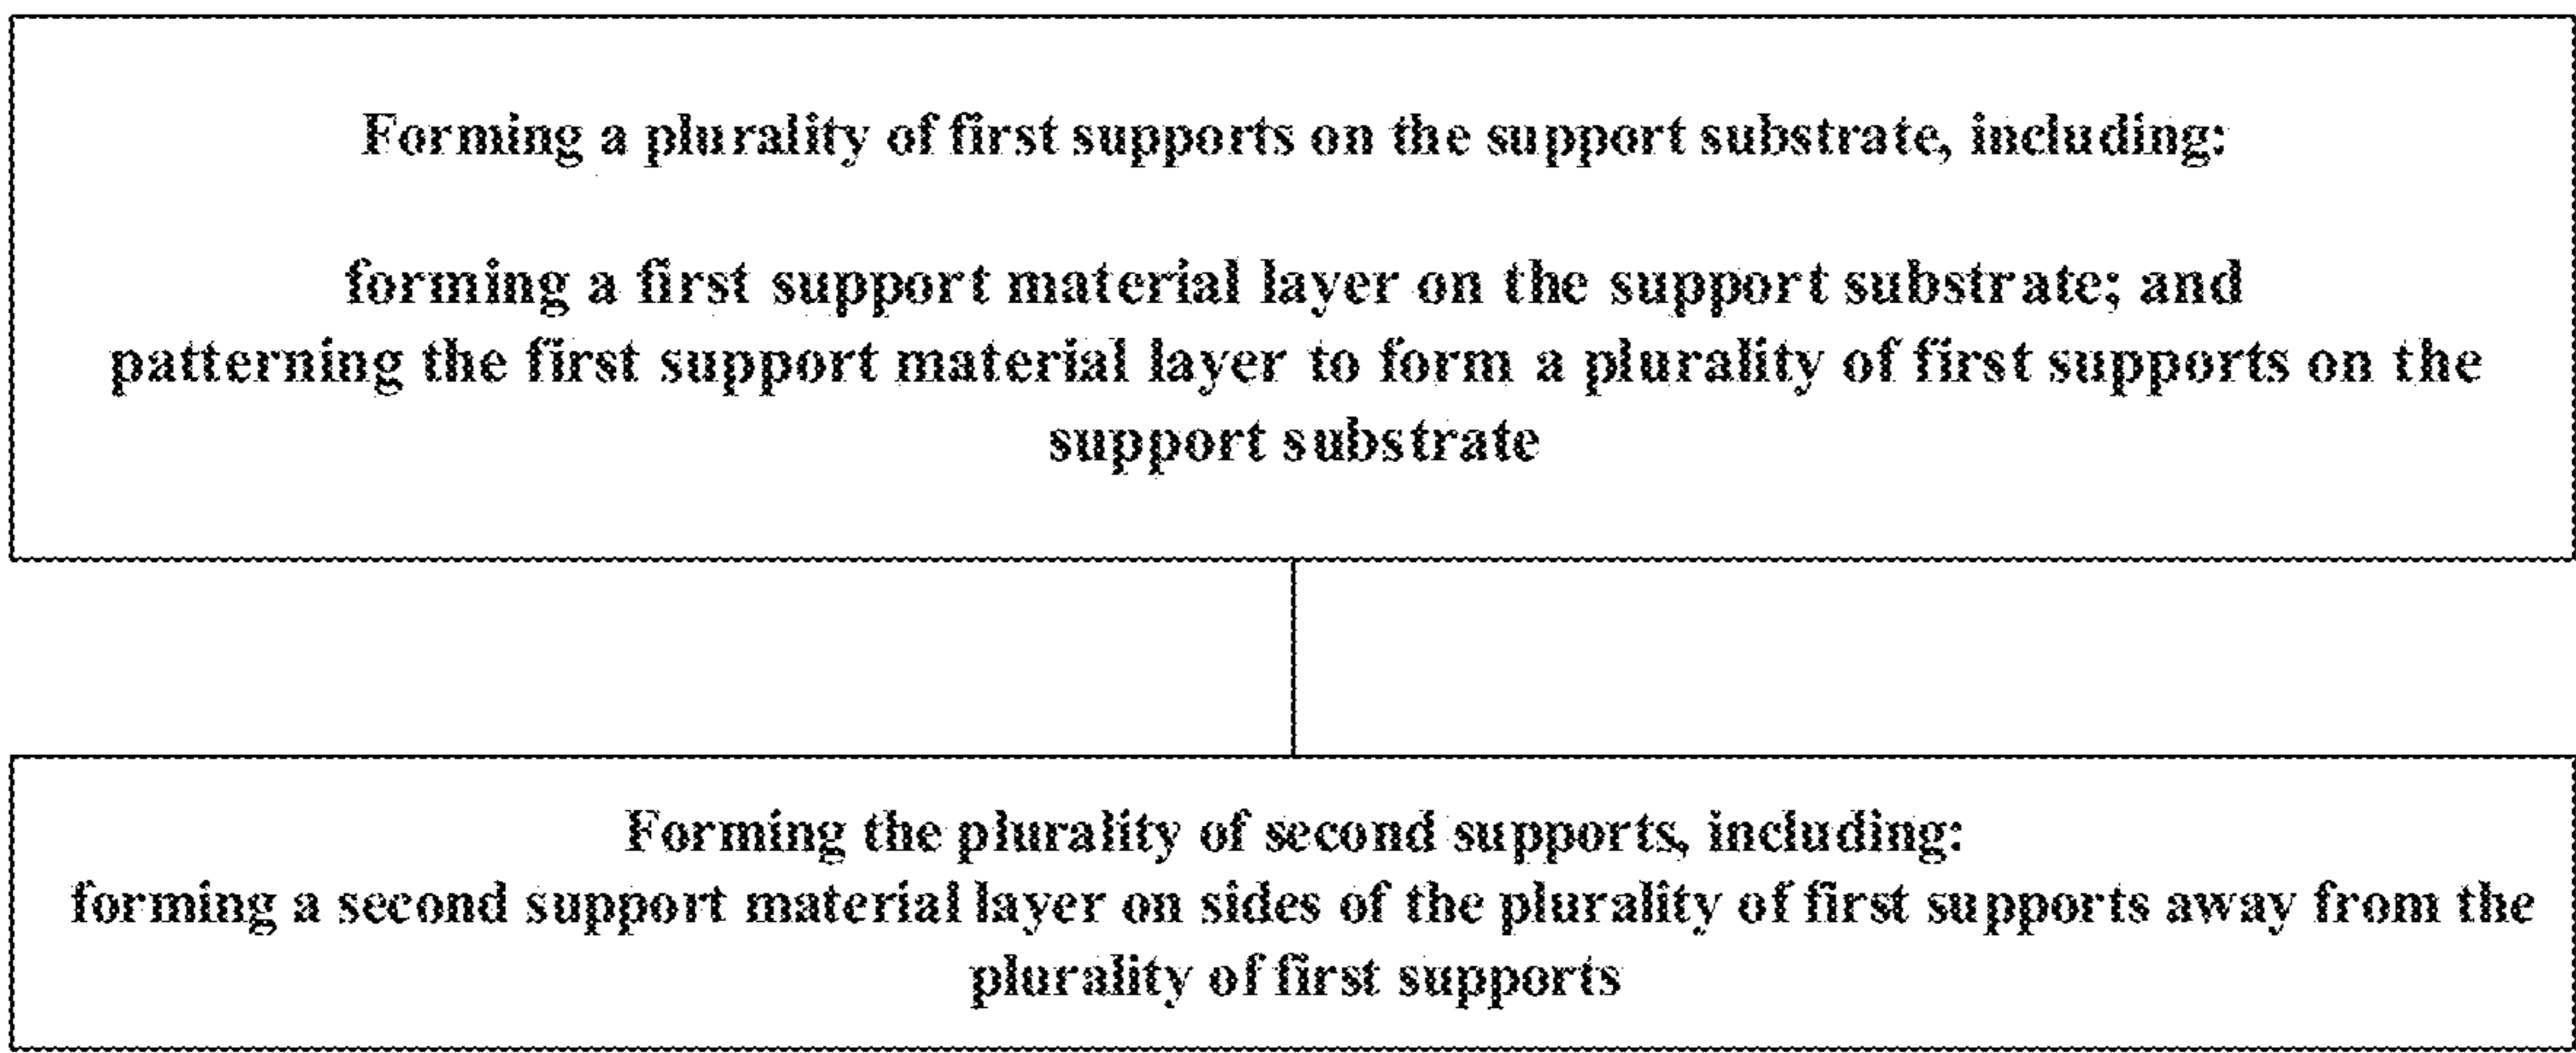 Forming a plurality of first supports on the support substrate, including:
forming a first support material layer on the support substrate; and
patterning the first support material layer to form a plurality of first supports on the
support substrate
Forming the plurality of second supports, including:
forming a second support material layer on sides of the plurality of first supports away from the
plurality of first supports